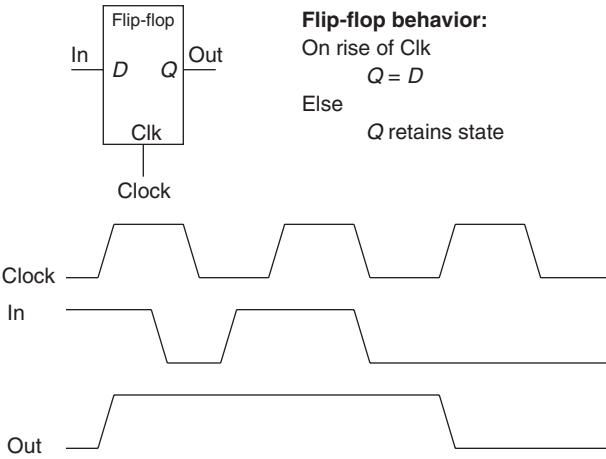 Flip-flop
In
D
Q
Out
Clk
Clock
Flip-flop behavior:
On rise of Clk
Q = D
Else
Q retains state
Clock
In
Out